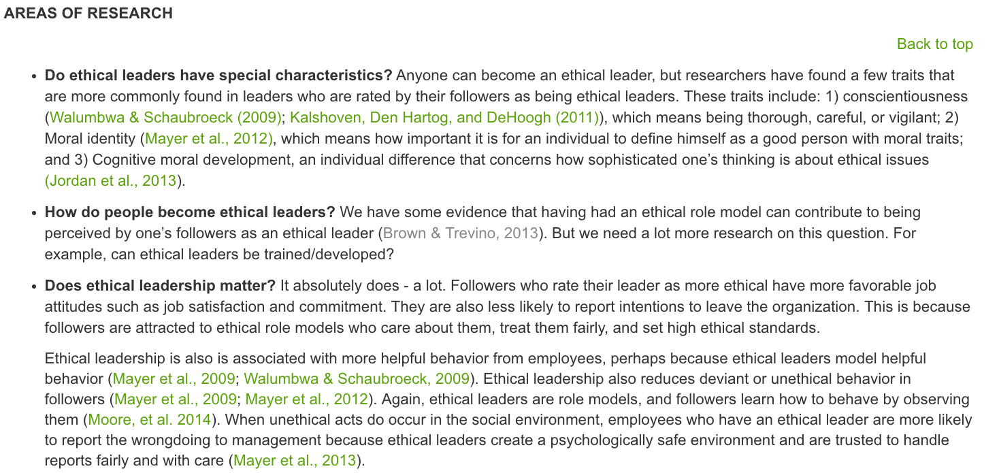 AREAS OF RESEARCH
Back to top
• Do ethical leaders have special characteristics? Anyone can become an ethical leader, but researchers have found a few traits that
are more commonly found in leaders who are rated by their followers as being ethical leaders. These traits include: 1) conscientiousness
(Walumbwa & Schaubroeck (2009); Kalshoven, Den Hartog, and DeHoogh (2011)), which means being thorough, careful, or vigilant; 2)
Moral identity (Mayer et al., 2012), which means how important it is for an individual to define himself as a good person with moral traits;
and 3) Cognitive moral development, an individual difference that concerns how sophisticated one’s thinking is about ethical issues
(Jordan et al., 2013).
• How do people become ethical leaders? We have some evidence that having had an ethical role model can contribute to being
perceived by one’s followers as an ethical leader (Brown & Trevino, 2013). But we need a lot more research on this question. For
example, can ethical leaders be trained/developed?
• Does ethical leadership matter? It absolutely does - a lot. Followers who rate their leader as more ethical have more favorable job
attitudes such as job satisfaction and commitment. They are also less likely to report intentions to leave the organization. This is because
followers are attracted to ethical role models who care about them, treat them fairly, and set high ethical standards.
Ethical leadership is also is associated with more helpful behavior from employees, perhaps because ethical leaders model helpful
behavior (Mayer et al., 2009; Walumbwa & Schaubroeck, 2009). Ethical leadership also reduces deviant or unethical behavior in
followers (Mayer et al., 2009; Mayer et al., 2012). Again, ethical leaders are role models, and followers learn how to behave by observing
them (Moore, et al. 2014). When unethical acts do occur in the social environment, employees who have an ethical leader are more likely
to report the wrongdoing to management because ethical leaders create a psychologically safe environment and are trusted to handle
reports fairly and with care (Mayer et al., 2013).